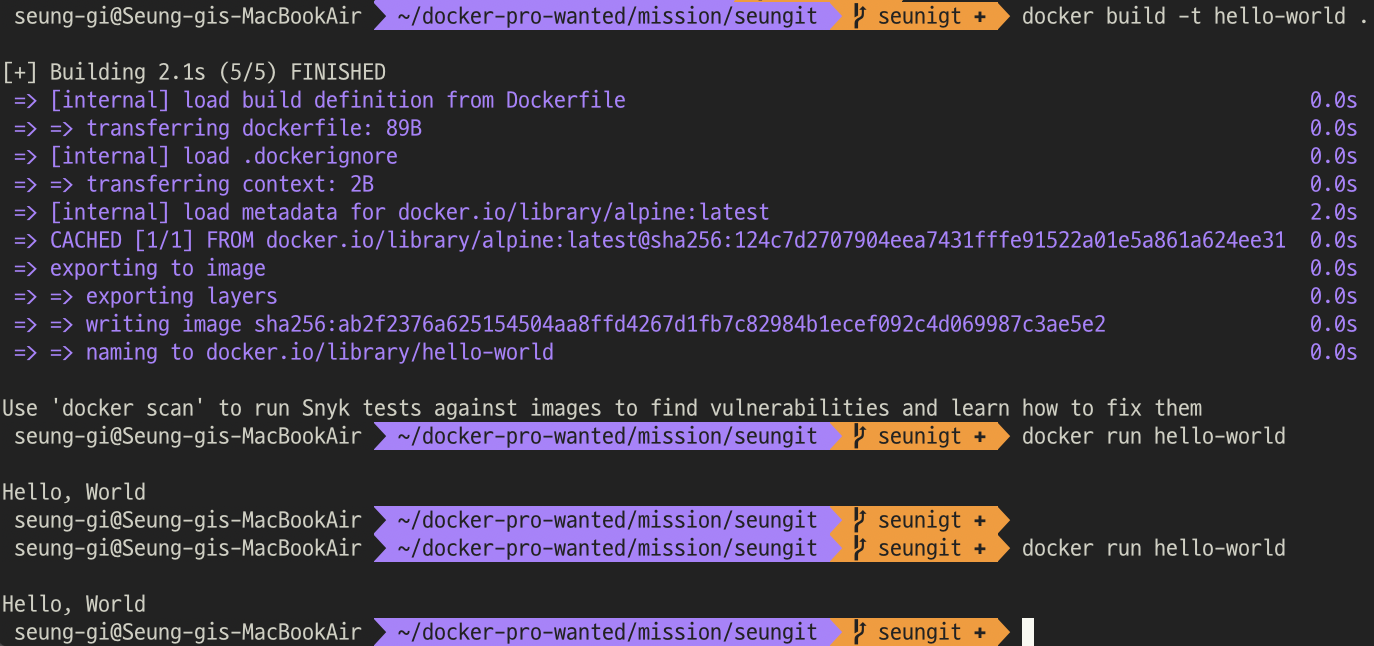 seung-gi@Seung-gis-MacBookAir ~/docker-pro-wanted/mission/seungit seunigt + docker build -t hello-world .
[+] Building 2.1s (5/5) FINISHED
=> [internal] load build definition from Dockerfile 0.0s
=> => transferring dockerfile: 89B 0.0s
=> [internal] load .dockerignore 0.0s
=> => transferring context: 2B 0.0s
=> [internal] load metadata for docker.io/library/alpine:latest 2.0s
=> CACHED [1/1] FROM docker.io/library/alpine:latest@sha256:124c7d2707904eea7431fffe91522a01e5a861a624ee31 0.0s
=> exporting to image 0.0s
=> => exporting layers 0.0s
=> => writing image sha256:ab2f2376a625154504aa8ffd4267d1fb7c82984b1ecef092c4d069987c3ae5e2 0.0s
=> => naming to docker.io/library/hello-world 0.0s
Use 'docker scan' to run Snyk tests against images to find vulnerabilities and learn how to fix them
seung-gi@Seung-gis-MacBookAir ~/docker-pro-wanted/mission/seungit seunigt + docker run hello-world
Hello, World
seung-gi@Seung-gis-MacBookAir ~/docker-pro-wanted/mission/seungit seunigt +
seung-gi@Seung-gis-MacBookAir ~/docker-pro-wanted/mission/seungit seungit + docker run hello-world
Hello, World
seung-gi@Seung-gis-MacBookAir ~/docker-pro-wanted/mission/seungit seungit +